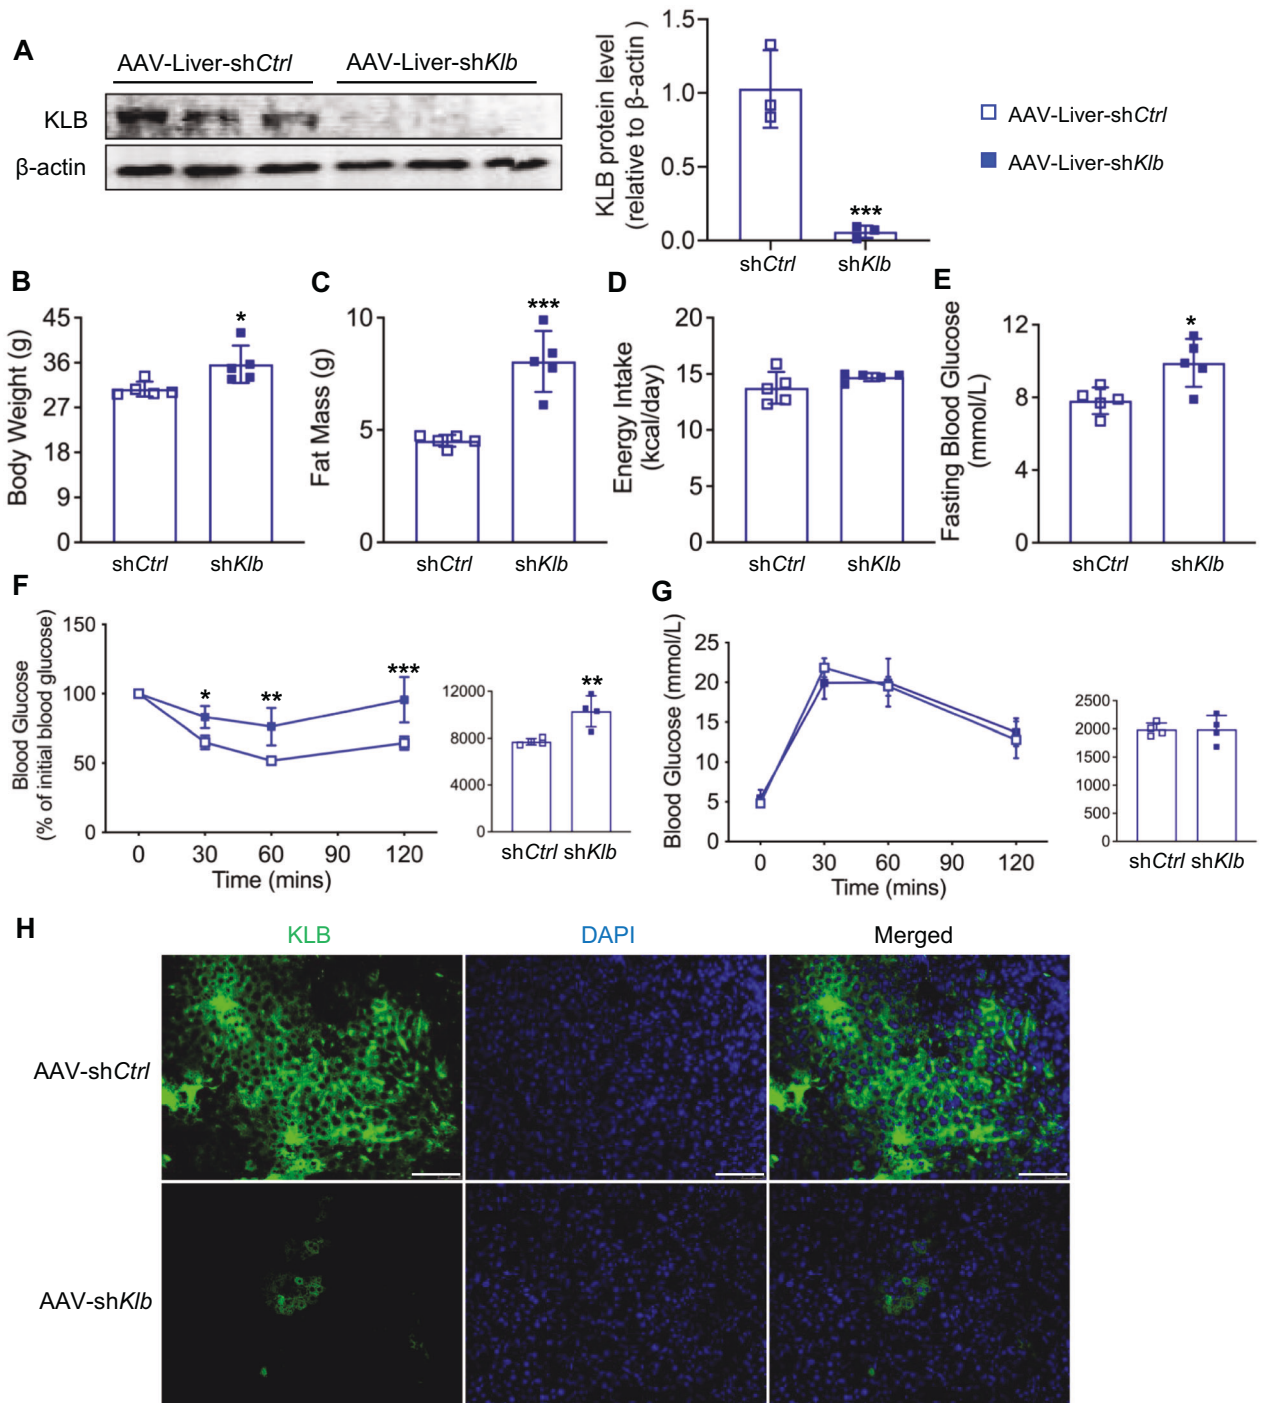 A
AAV-Liver-shCtrl
AAV-Liver-shKlb
KLB
β-actin
KLB protein level
(relative to β-actin )
1.5
1.0
0.5
0.0
***
shCtrl
shKlb
AAV-Liver-shCtrl
AAV-Liver-shKlb
B
Body Weight (g)
45
36
27
18
9
0
*
shCtrl
shKlb
C
Fat Mass (g)
10
5
0
***
shCtrl
shKlb
D
Energy Intake
(kcal/day)
20
15
10
5
0
shCtrl
shKlb
E
Fasting Blood Glucose
(mmol/L)
12
8
4
0
*
shCtrl
shKlb
F
Blood Glucose
(% of initial blood glucose)
150
100
50
0
*
**
***
0
30
60
90
120
Time (mins)
12000
8000
4000
0
**
shCtrl shKlb
G
Blood Glucose (mmol/L)
25
20
15
10
5
0
0
30
60
90
120
Time (mins)
2500
2000
1500
1000
500
0
shCtrl shKlb
H
KLB
DAPI
Merged
AAV-shCtrl
AAV-shKlb